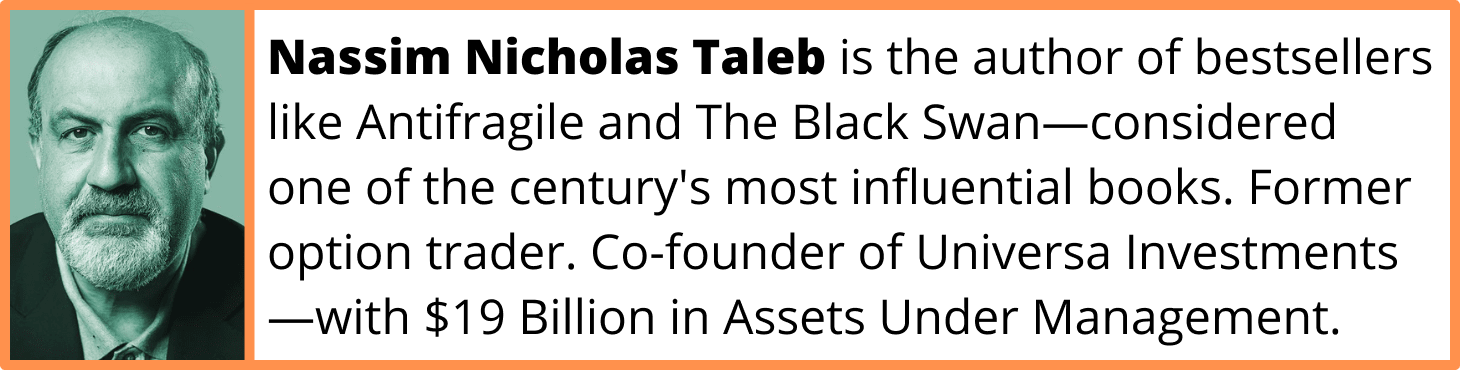 Nassim Nicholas Taleb is the author of bestsellers
like Antifragile and The Black Swan—considered
one of the century's most influential books. Former
option trader. Co-founder of Universa Investments
—with $19 Billion in Assets Under Management.